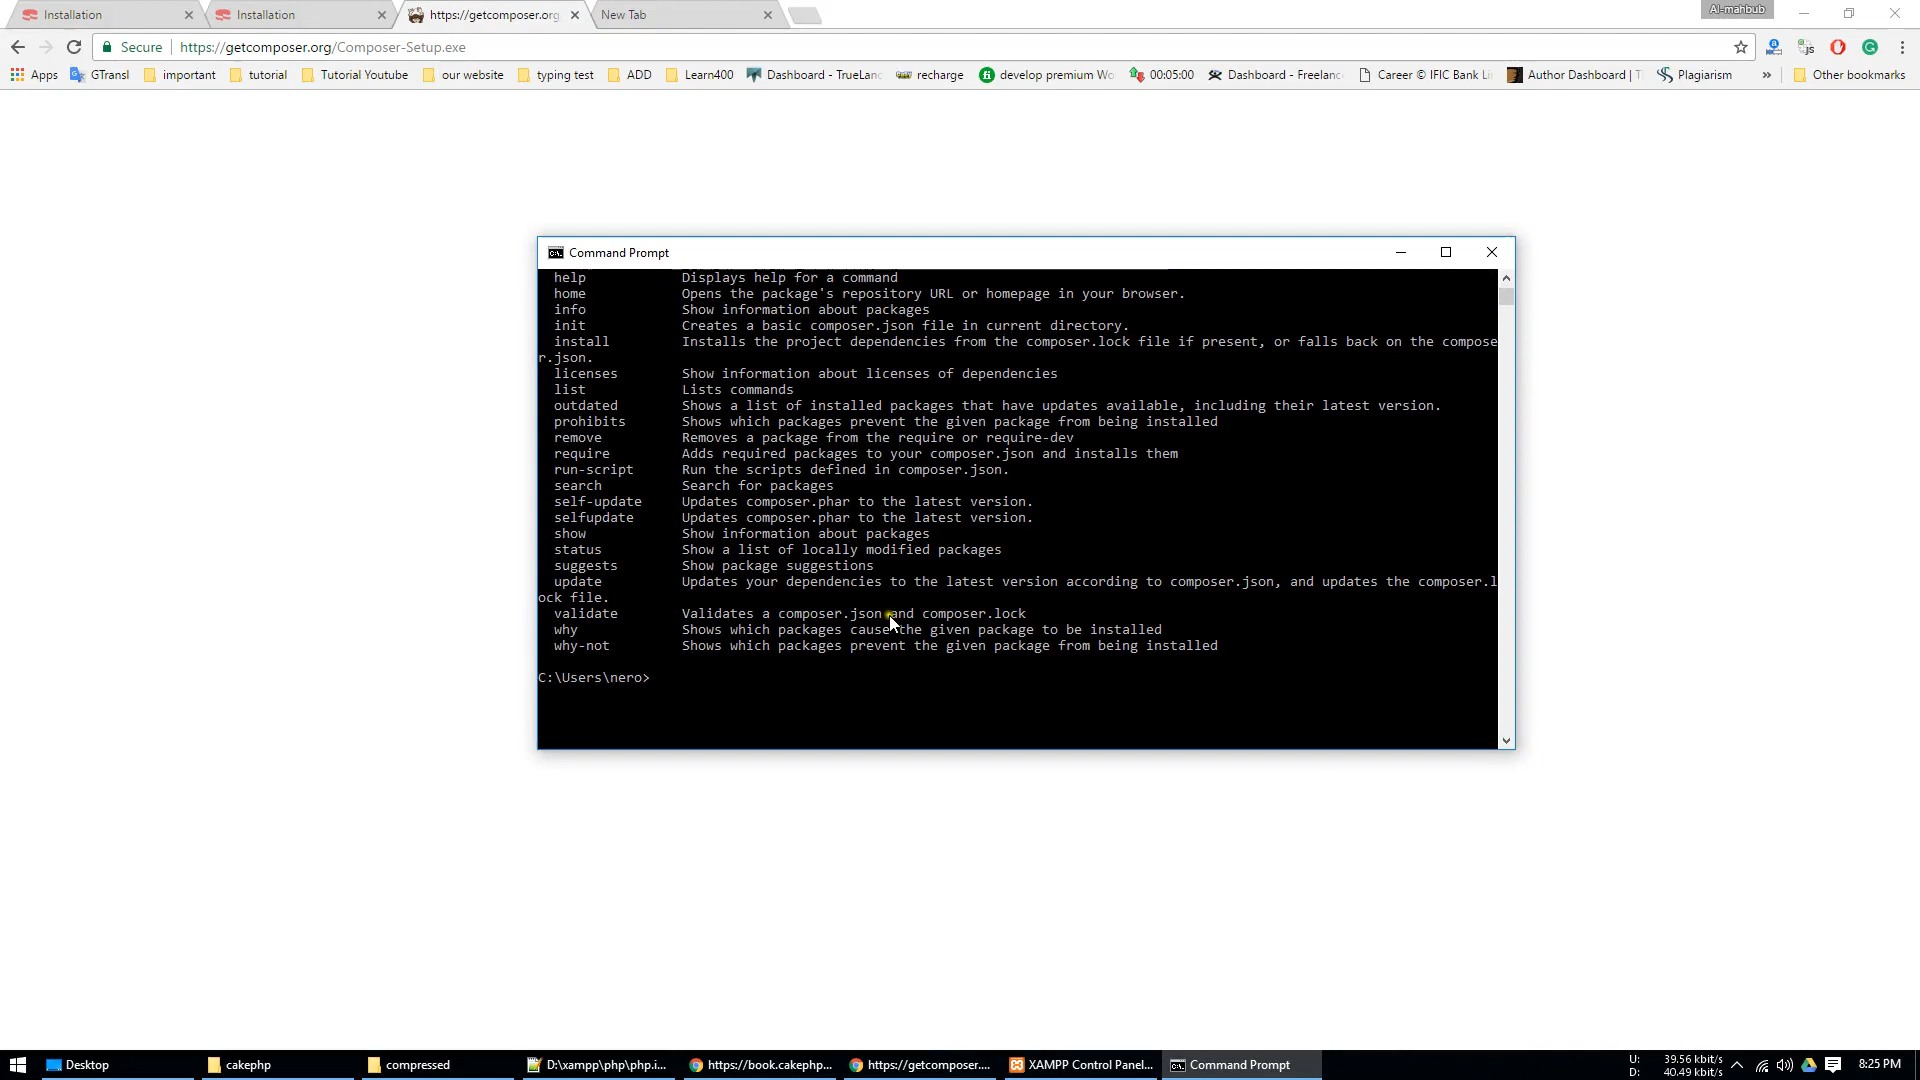 Installation
Installation
https://getcomposer.org
New Tab
Al-mahbub
Secure
https://getcomposer.org/Composer-Setup.exe
Apps
GTransl
important
tutorial
Tutorial Youtube
our website
typing test
ADD
Learn400
Dashboard - TrueLanc
recharge
develop premium Wo
00:05:00
Dashboard - Freelanc
Career © IFIC Bank Li
Author Dashboard | T
Plagiarism
»
Other bookmarks
Command Prompt
help Displays help for a command
home Opens the package's repository URL or homepage in your browser.
info Show information about packages
init Creates a basic composer.json file in current directory.
install Installs the project dependencies from the composer.lock file if present, or falls back on the compose
r.json.
licenses Show information about licenses of dependencies
list Lists commands
outdated Shows a list of installed packages that have updates available, including their latest version.
prohibits Shows which packages prevent the given package from being installed
remove Removes a package from the require or require-dev
require Adds required packages to your composer.json and installs them
run-script Run the scripts defined in composer.json.
search Search for packages
self-update Updates composer.phar to the latest version.
selfupdate Updates composer.phar to the latest version.
show Show information about packages
status Show a list of locally modified packages
suggests Show package suggestions
update Updates your dependencies to the latest version according to composer.json, and updates the composer.l
ock file.
validate Validates a composer.json and composer.lock
why Shows which packages cause the given package to be installed
why-not Shows which packages prevent the given package from being installed
C:\Users\nero>
Desktop
cakephp
compressed
D:\xampp\php\php.i...
https://book.cakephp...
https://getcomposer....
XAMPP Control Panel...
Command Prompt
U: 39.56 kbit/s
D: 40.49 kbit/s
8:25 PM